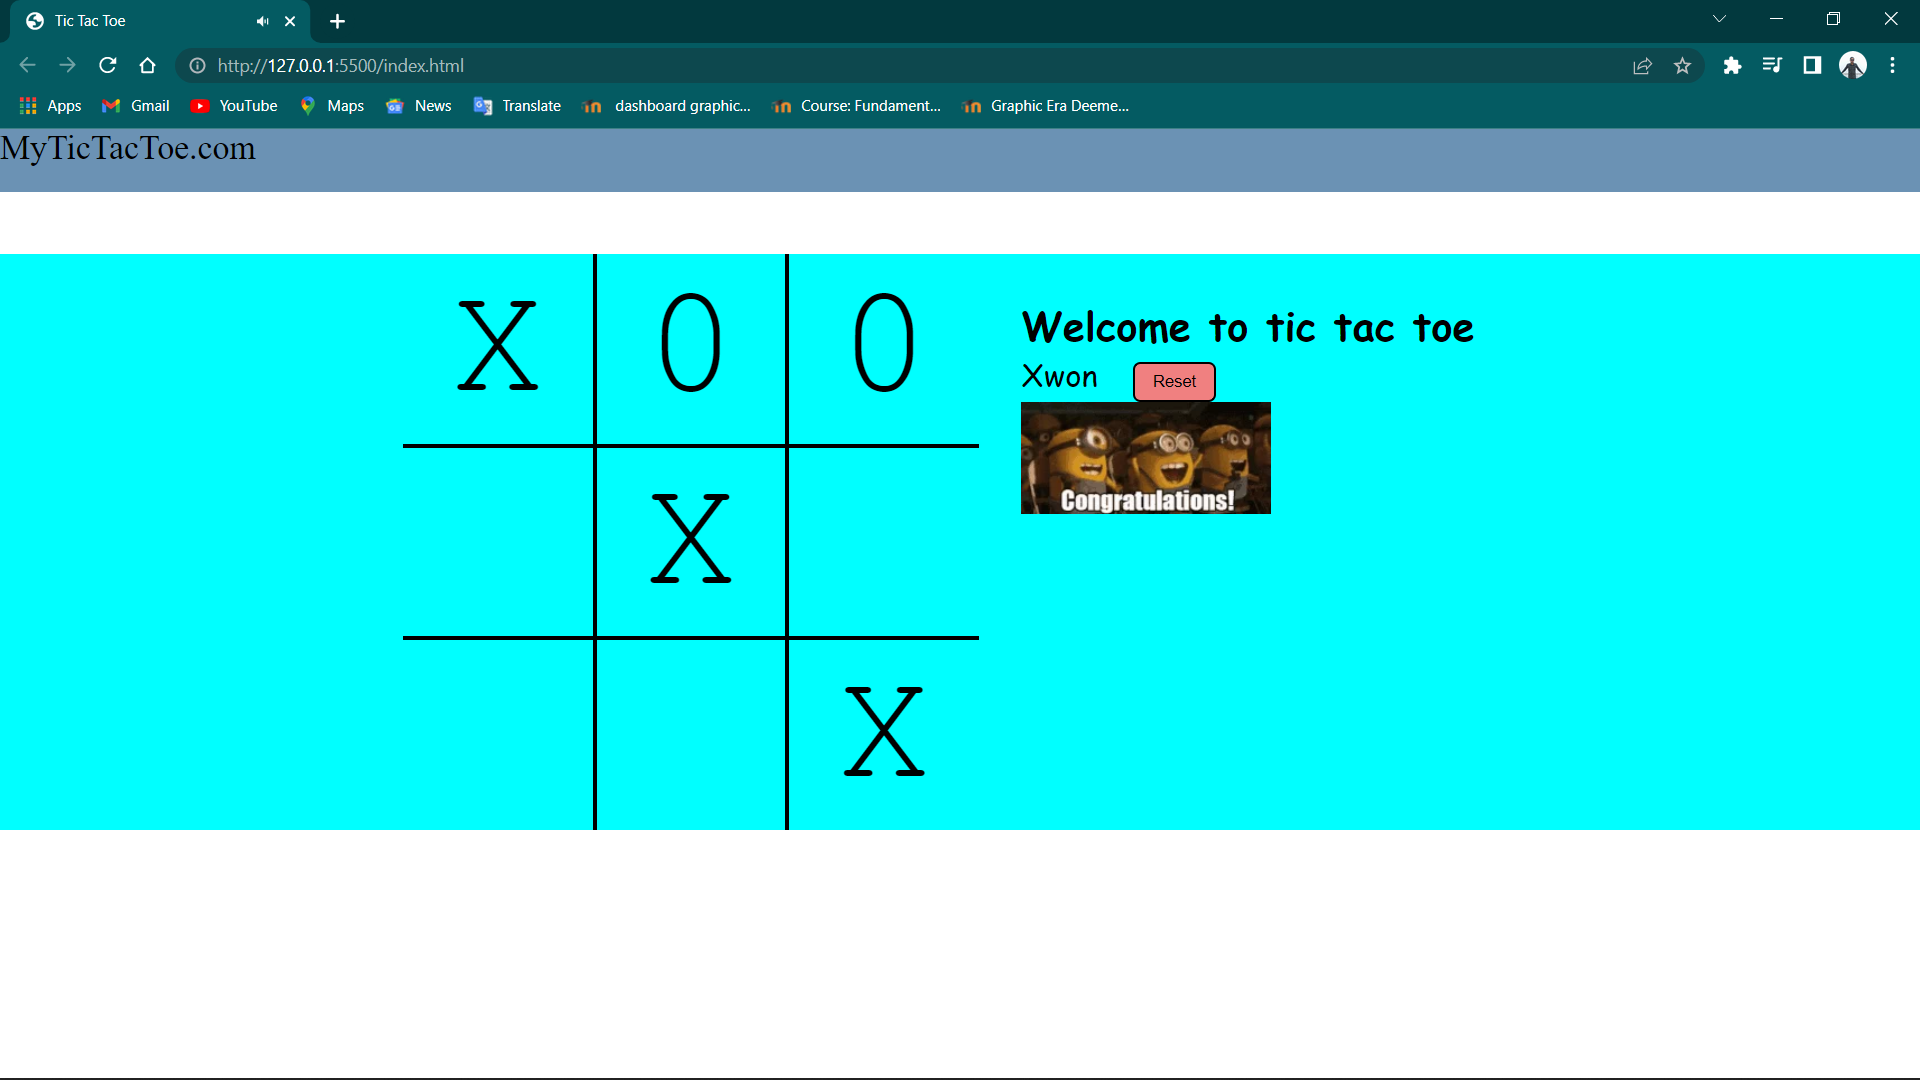 Tic Tac Toe
http://127.0.0.1:5500/index.html
Apps Gmail YouTube Maps News Translate dashboard graphic... Course: Fundament... Graphic Era Deeme...
MyTicTacToe.com
X 0 0
Welcome to tic tac toe
Xwon Reset
Congratulations!
X
X